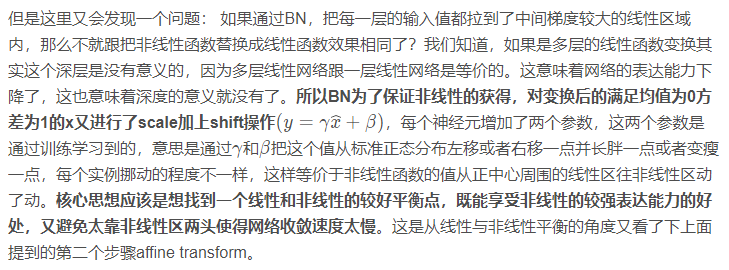 但是这里又会发现一个问题： 如果通过BN，把每一层的输入值都拉到了中间梯度较大的线性区域
内，那么不就跟把非线性函数替换成线性函数效果相同了？我们知道，如果是多层的线性函数变换其
实这个深层是没有意义的，因为多层线性网络跟一层线性网络是等价的。这意味着网络的表达能力下
降了，这也意味着深度的意义就没有了。所以BN为了保证非线性的获得，对变换后的满足均值为0方
差为1的x又进行了scale加上shift操作(y = γx̂ + β)，每个神经元增加了两个参数，这两个参数是
通过训练学习到的，意思是通过γ和β把这个值从标准正态分布左移或者右移一点并长胖一点或者变瘦
一点，每个实例挪动的程度不一样，这样等价于非线性函数的值从正中心周围的线性区往非线性区动
了动。核心思想应该是想找到一个线性和非线性的较好平衡点，既能享受非线性的较强表达能力的好
处，又避免太靠非线性区两头使得网络收敛速度太慢。这是从线性与非线性平衡的角度又看了下上面
提到的第二个步骤affine transform。